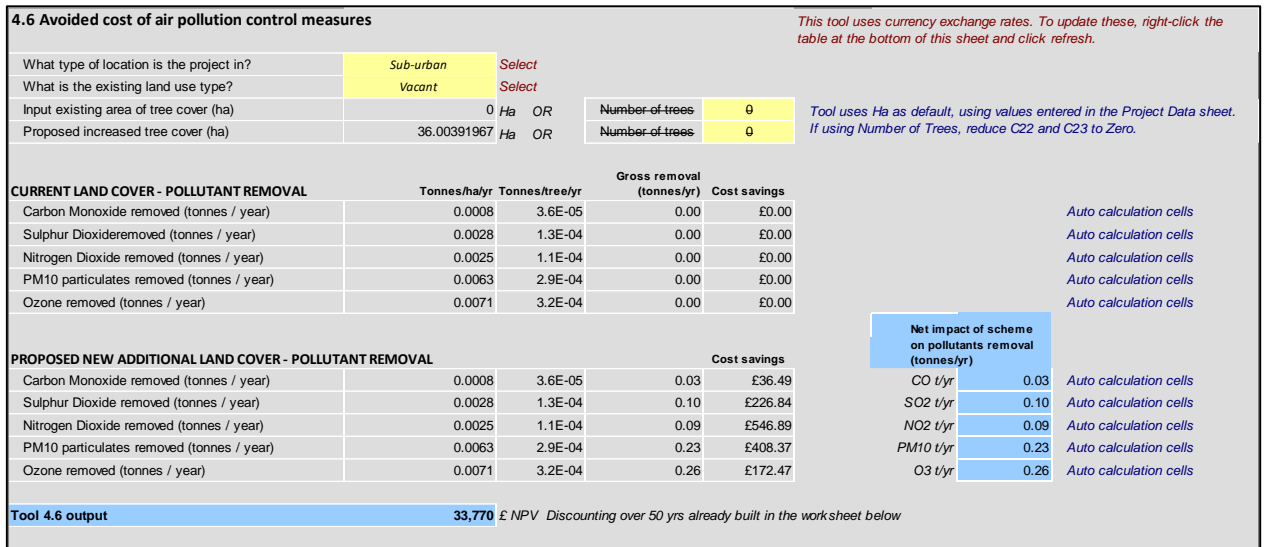 4.6 Avoided cost of air pollution control measures
This tool uses currency exchange rates. To update these, right-click the
table at the bottom of this sheet and click refresh.
What type of location is the project in? Sub-urban Select
What is the existing land use type? Vacant Select
Input existing area of tree cover (ha) 0 Ha OR Number of trees 0
Tool uses Ha as default, using values entered in the Project Data sheet.
Proposed increased tree cover (ha) 36.00391967 Ha OR Number of trees 0
If using Number of Trees, reduce C22 and C23 to Zero.
Gross removal
CURRENT LAND COVER - POLLUTANT REMOVAL Tonnes/ha/yr Tonnes/tree/yr (tonnes/yr) Cost savings
Carbon Monoxide removed (tonnes / year) 0.0008 3.6E-05 0.00 £0.00 Auto calculation cells
Sulphur Dioxideremoved (tonnes / year) 0.0028 1.3E-04 0.00 £0.00 Auto calculation cells
Nitrogen Dioxide removed (tonnes / year) 0.0025 1.1E-04 0.00 £0.00 Auto calculation cells
PM10 particulates removed (tonnes / year) 0.0063 2.9E-04 0.00 £0.00 Auto calculation cells
Ozone removed (tonnes / year) 0.0071 3.2E-04 0.00 £0.00 Auto calculation cells
Net impact of scheme
on pollutants removal
PROPOSED NEW ADDITIONAL LAND COVER - POLLUTANT REMOVAL Cost savings (tonnes/yr)
Carbon Monoxide removed (tonnes / year) 0.0008 3.6E-05 0.03 £36.49 CO t/yr 0.03 Auto calculation cells
Sulphur Dioxide removed (tonnes / year) 0.0028 1.3E-04 0.10 £226.84 SO2 t/yr 0.10 Auto calculation cells
Nitrogen Dioxide removed (tonnes / year) 0.0025 1.1E-04 0.09 £546.89 NO2 t/yr 0.09 Auto calculation cells
PM10 particulates removed (tonnes / year) 0.0063 2.9E-04 0.23 £408.37 PM10 t/yr 0.23 Auto calculation cells
Ozone removed (tonnes / year) 0.0071 3.2E-04 0.26 £172.47 O3 t/yr 0.26 Auto calculation cells
Tool 4.6 output 33,770 £ NPV Discounting over 50 yrs already built in the worksheet below